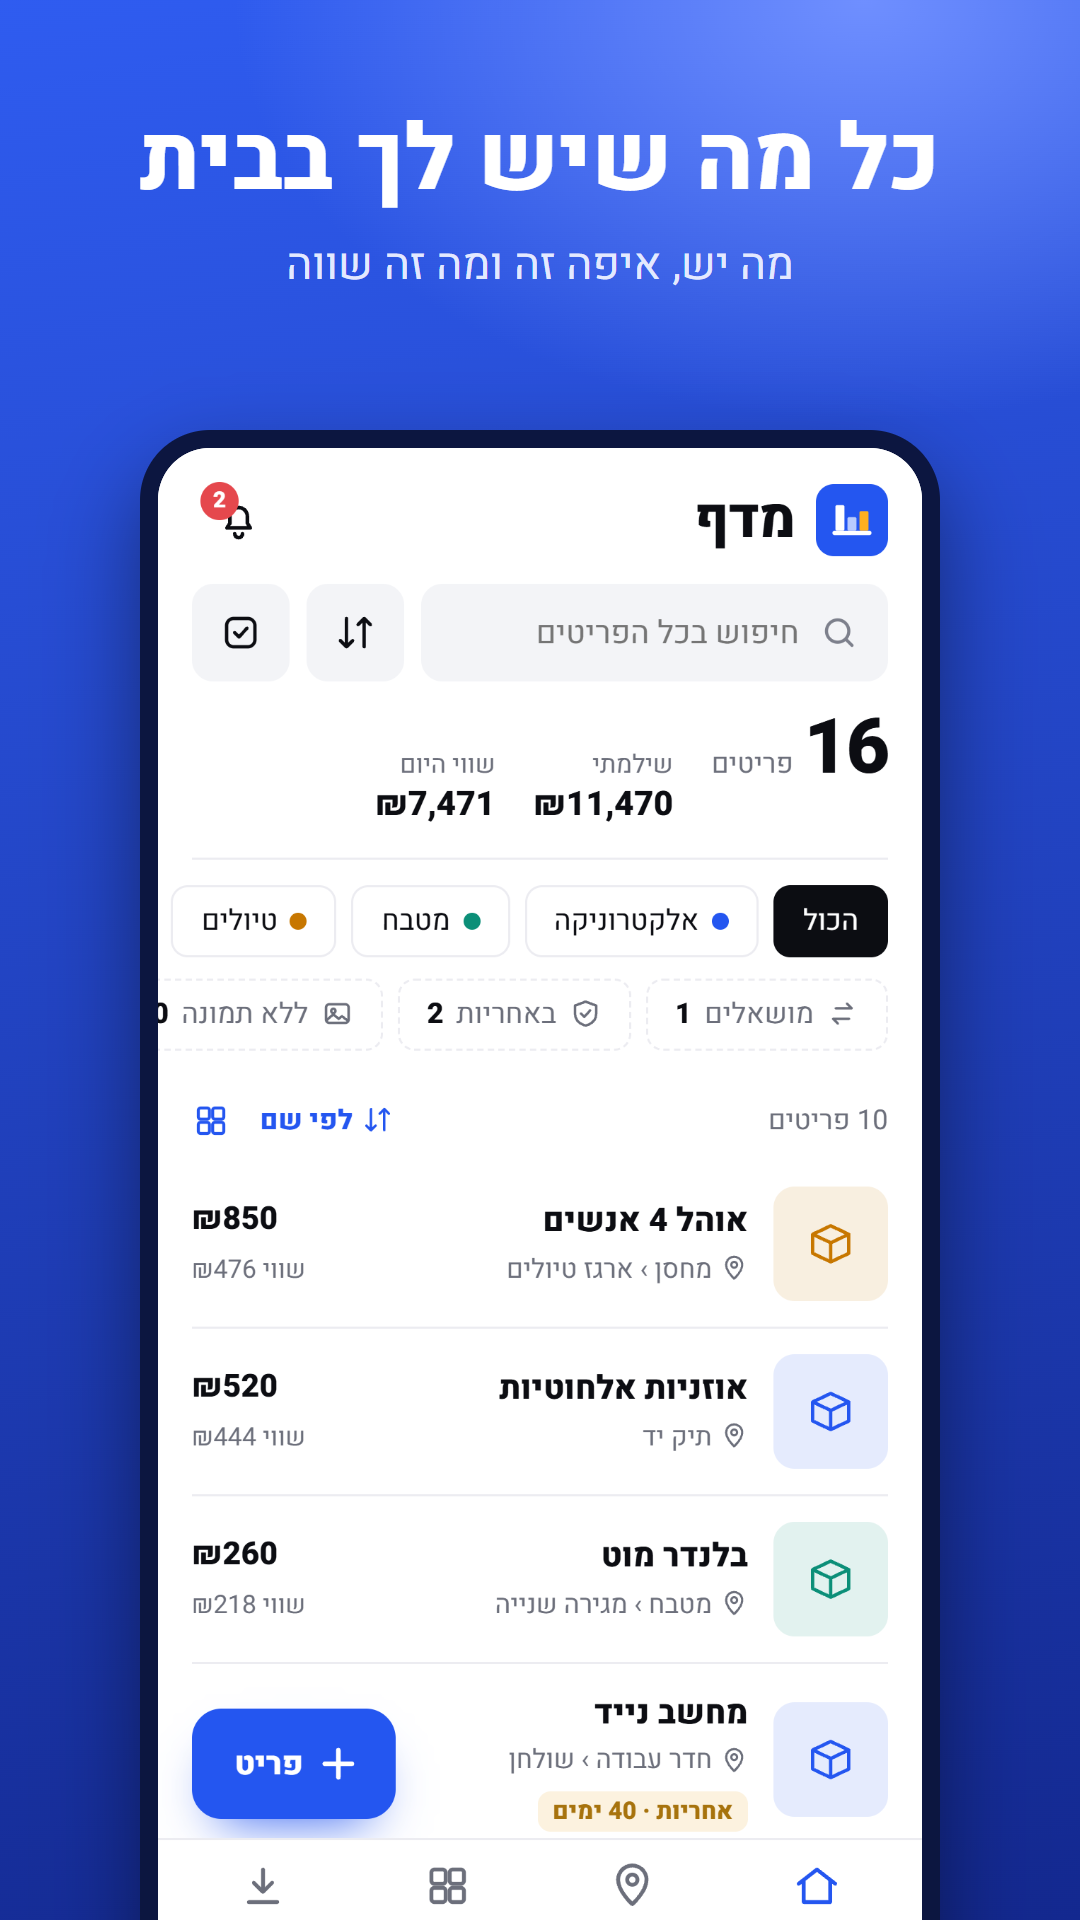 כל מה שיש לך בבית
מה יש, איפה זה ומה זה שווה
מדף
2
חיפוש בכל הפריטים
16 פריטים
שילמתי
₪11,470
שווי היום
₪7,471
הכול
אלקטרוניקה
מטבח
טיולים
מושאלים 1
באחריות 2
ללא תמונה
10 פריטים
לפי שם
אוהל 4 אנשים
₪850
מחסן › ארגז טיולים
שווי 476₪
אוזניות אלחוטיות
₪520
תיק יד
שווי 444₪
בלנדר מוט
₪260
מטבח › מגירה שנייה
שווי 218₪
מחשב נייד
חדר עבודה › שולחן
אחריות · 40 ימים
פריט